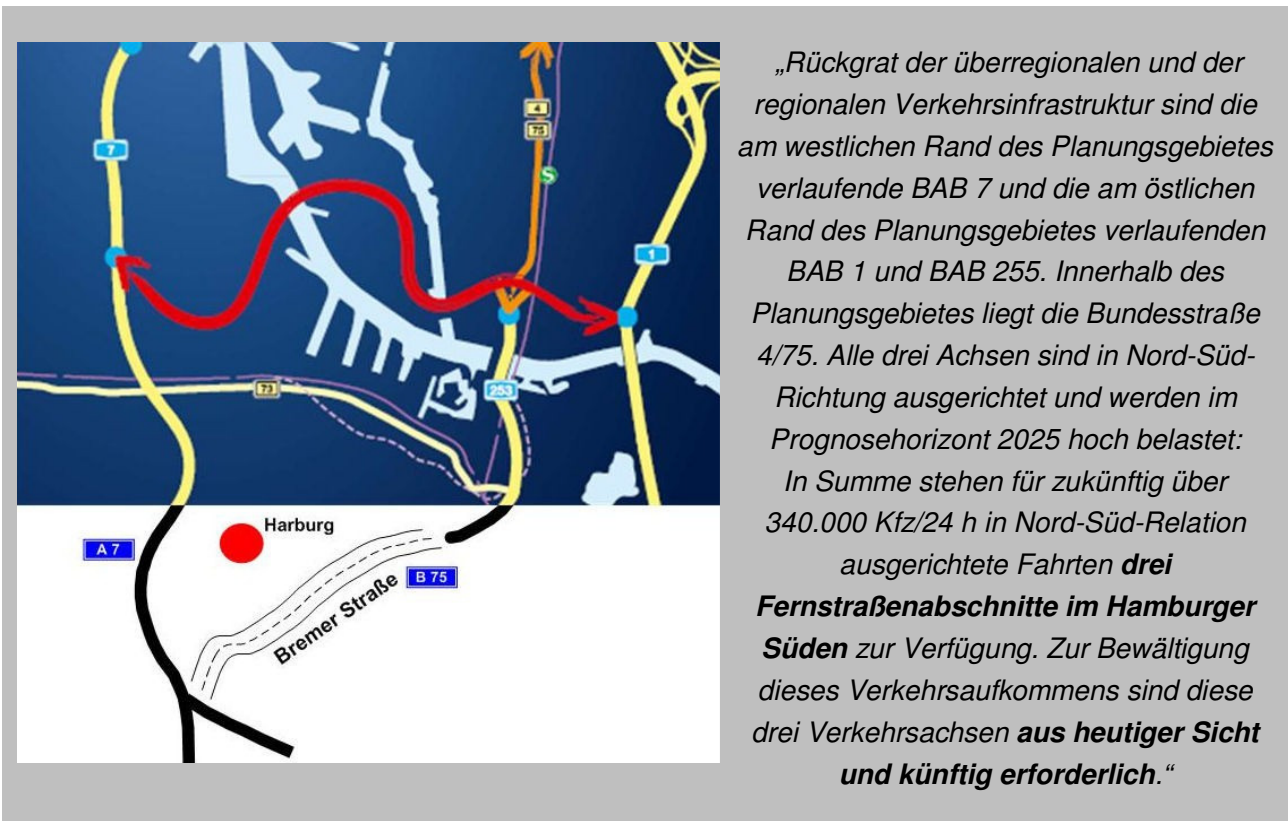 7
4
75
S
1
73
253
Harburg
A 7
B 75
Bremer Straße
„Rückgrat der überregionalen und der
regionalen Verkehrsinfrastruktur sind die
am westlichen Rand des Planungsgebietes
verlaufende BAB 7 und die am östlichen
Rand des Planungsgebietes verlaufenden
BAB 1 und BAB 255. Innerhalb des
Planungsgebietes liegt die Bundesstraße
4/75. Alle drei Achsen sind in Nord-Süd-
Richtung ausgerichtet und werden im
Prognosehorizont 2025 hoch belastet:
In Summe stehen für zukünftig über
340.000 Kfz/24 h in Nord-Süd-Relation
ausgerichtete Fahrten drei
Fernstraßenabschnitte im Hamburger
Süden zur Verfügung. Zur Bewältigung
dieses Verkehrsaufkommens sind diese
drei Verkehrsachsen aus heutiger Sicht
und künftig erforderlich.“